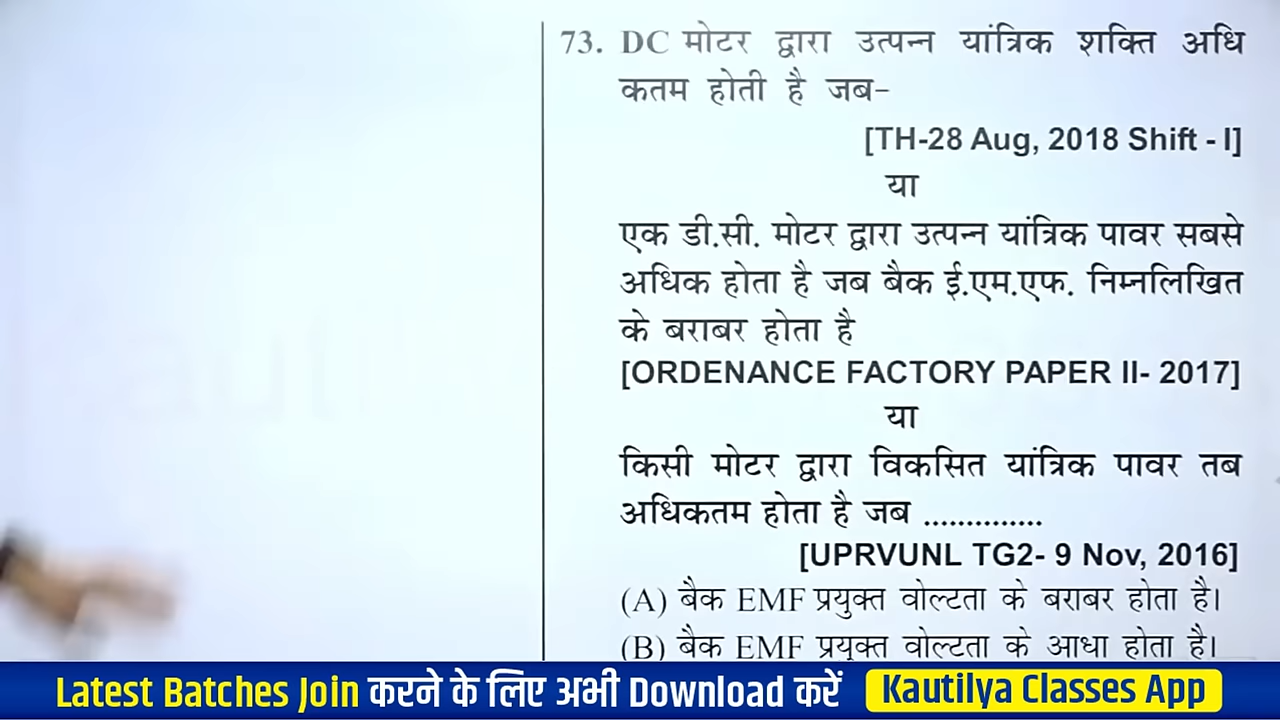 73. DC मोटर द्वारा उत्पन्न यांत्रिक शक्ति अधि
कतम होती है जब-
[TH-28 Aug, 2018 Shift - I]
या
एक डी.सी. मोटर द्वारा उत्पन्न यांत्रिक पावर सबसे
अधिक होता है जब बैक ई.एम.एफ. निम्नलिखित
के बराबर होता है
[ORDENANCE FACTORY PAPER II- 2017]
या
किसी मोटर द्वारा विकसित यांत्रिक पावर तब
अधिकतम होता है जब ..............
[UPRVUNL TG2- 9 Nov, 2016]
(A) बैक EMF प्रयुक्त वोल्टता के बराबर होता है।
(B) बैक EMF प्रयुक्त वोल्टता के आधा होता है।
Latest Batches Join करने के लिए अभी Download करें Kautilya Classes App